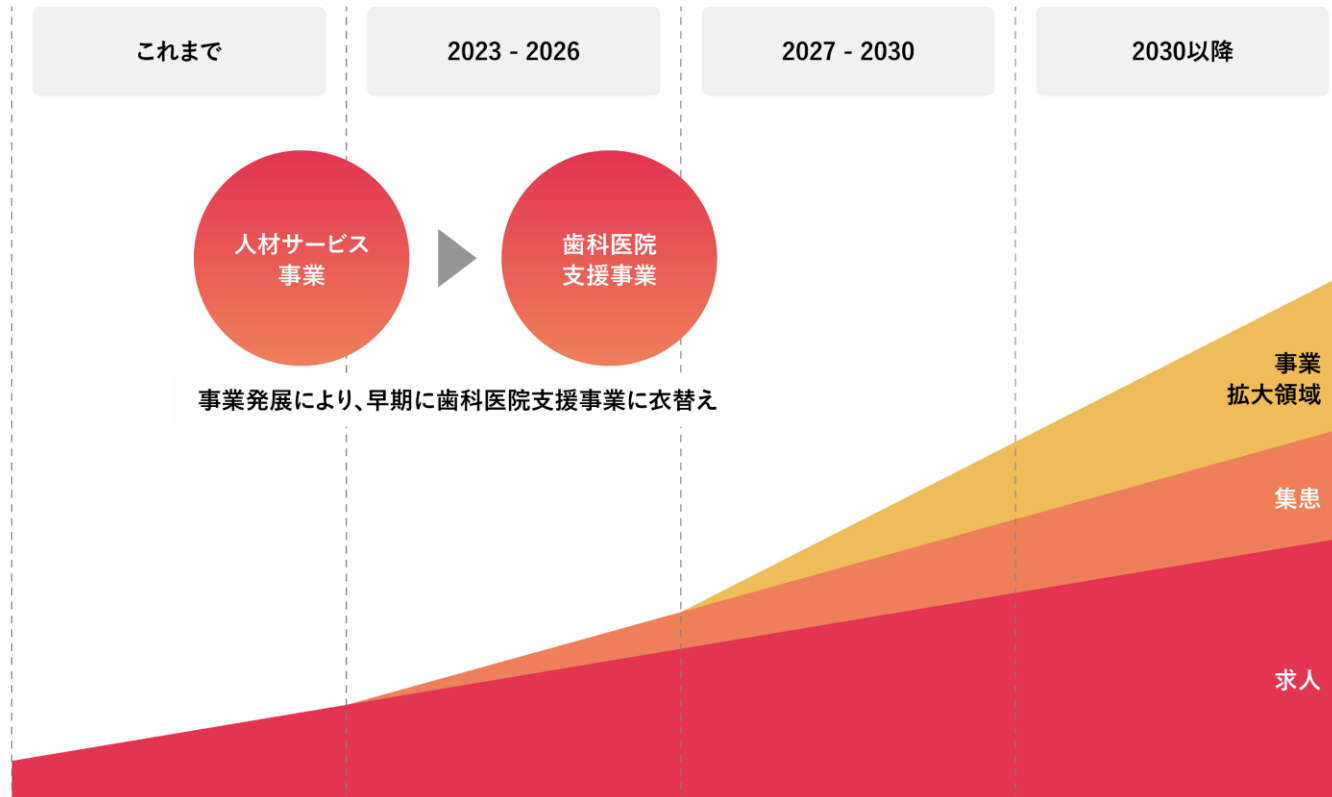 これまで
2023 - 2026
2027 - 2030
2030以降
人材サービス
事業
歯科医院
支援事業
事業発展により、早期に歯科医院支援事業に衣替え
事業
拡大領域
集患
求人